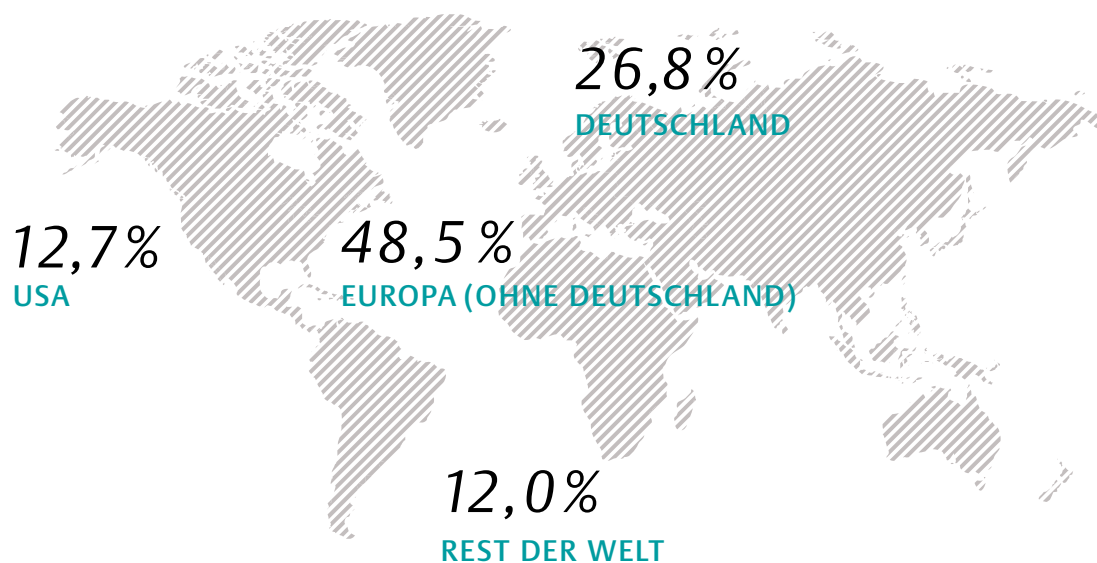 26,8 %
DEUTSCHLAND
12,7 %
USA
48,5 %
EUROPA (OHNE DEUTSCHLAND)
12,0 %
REST DER WELT